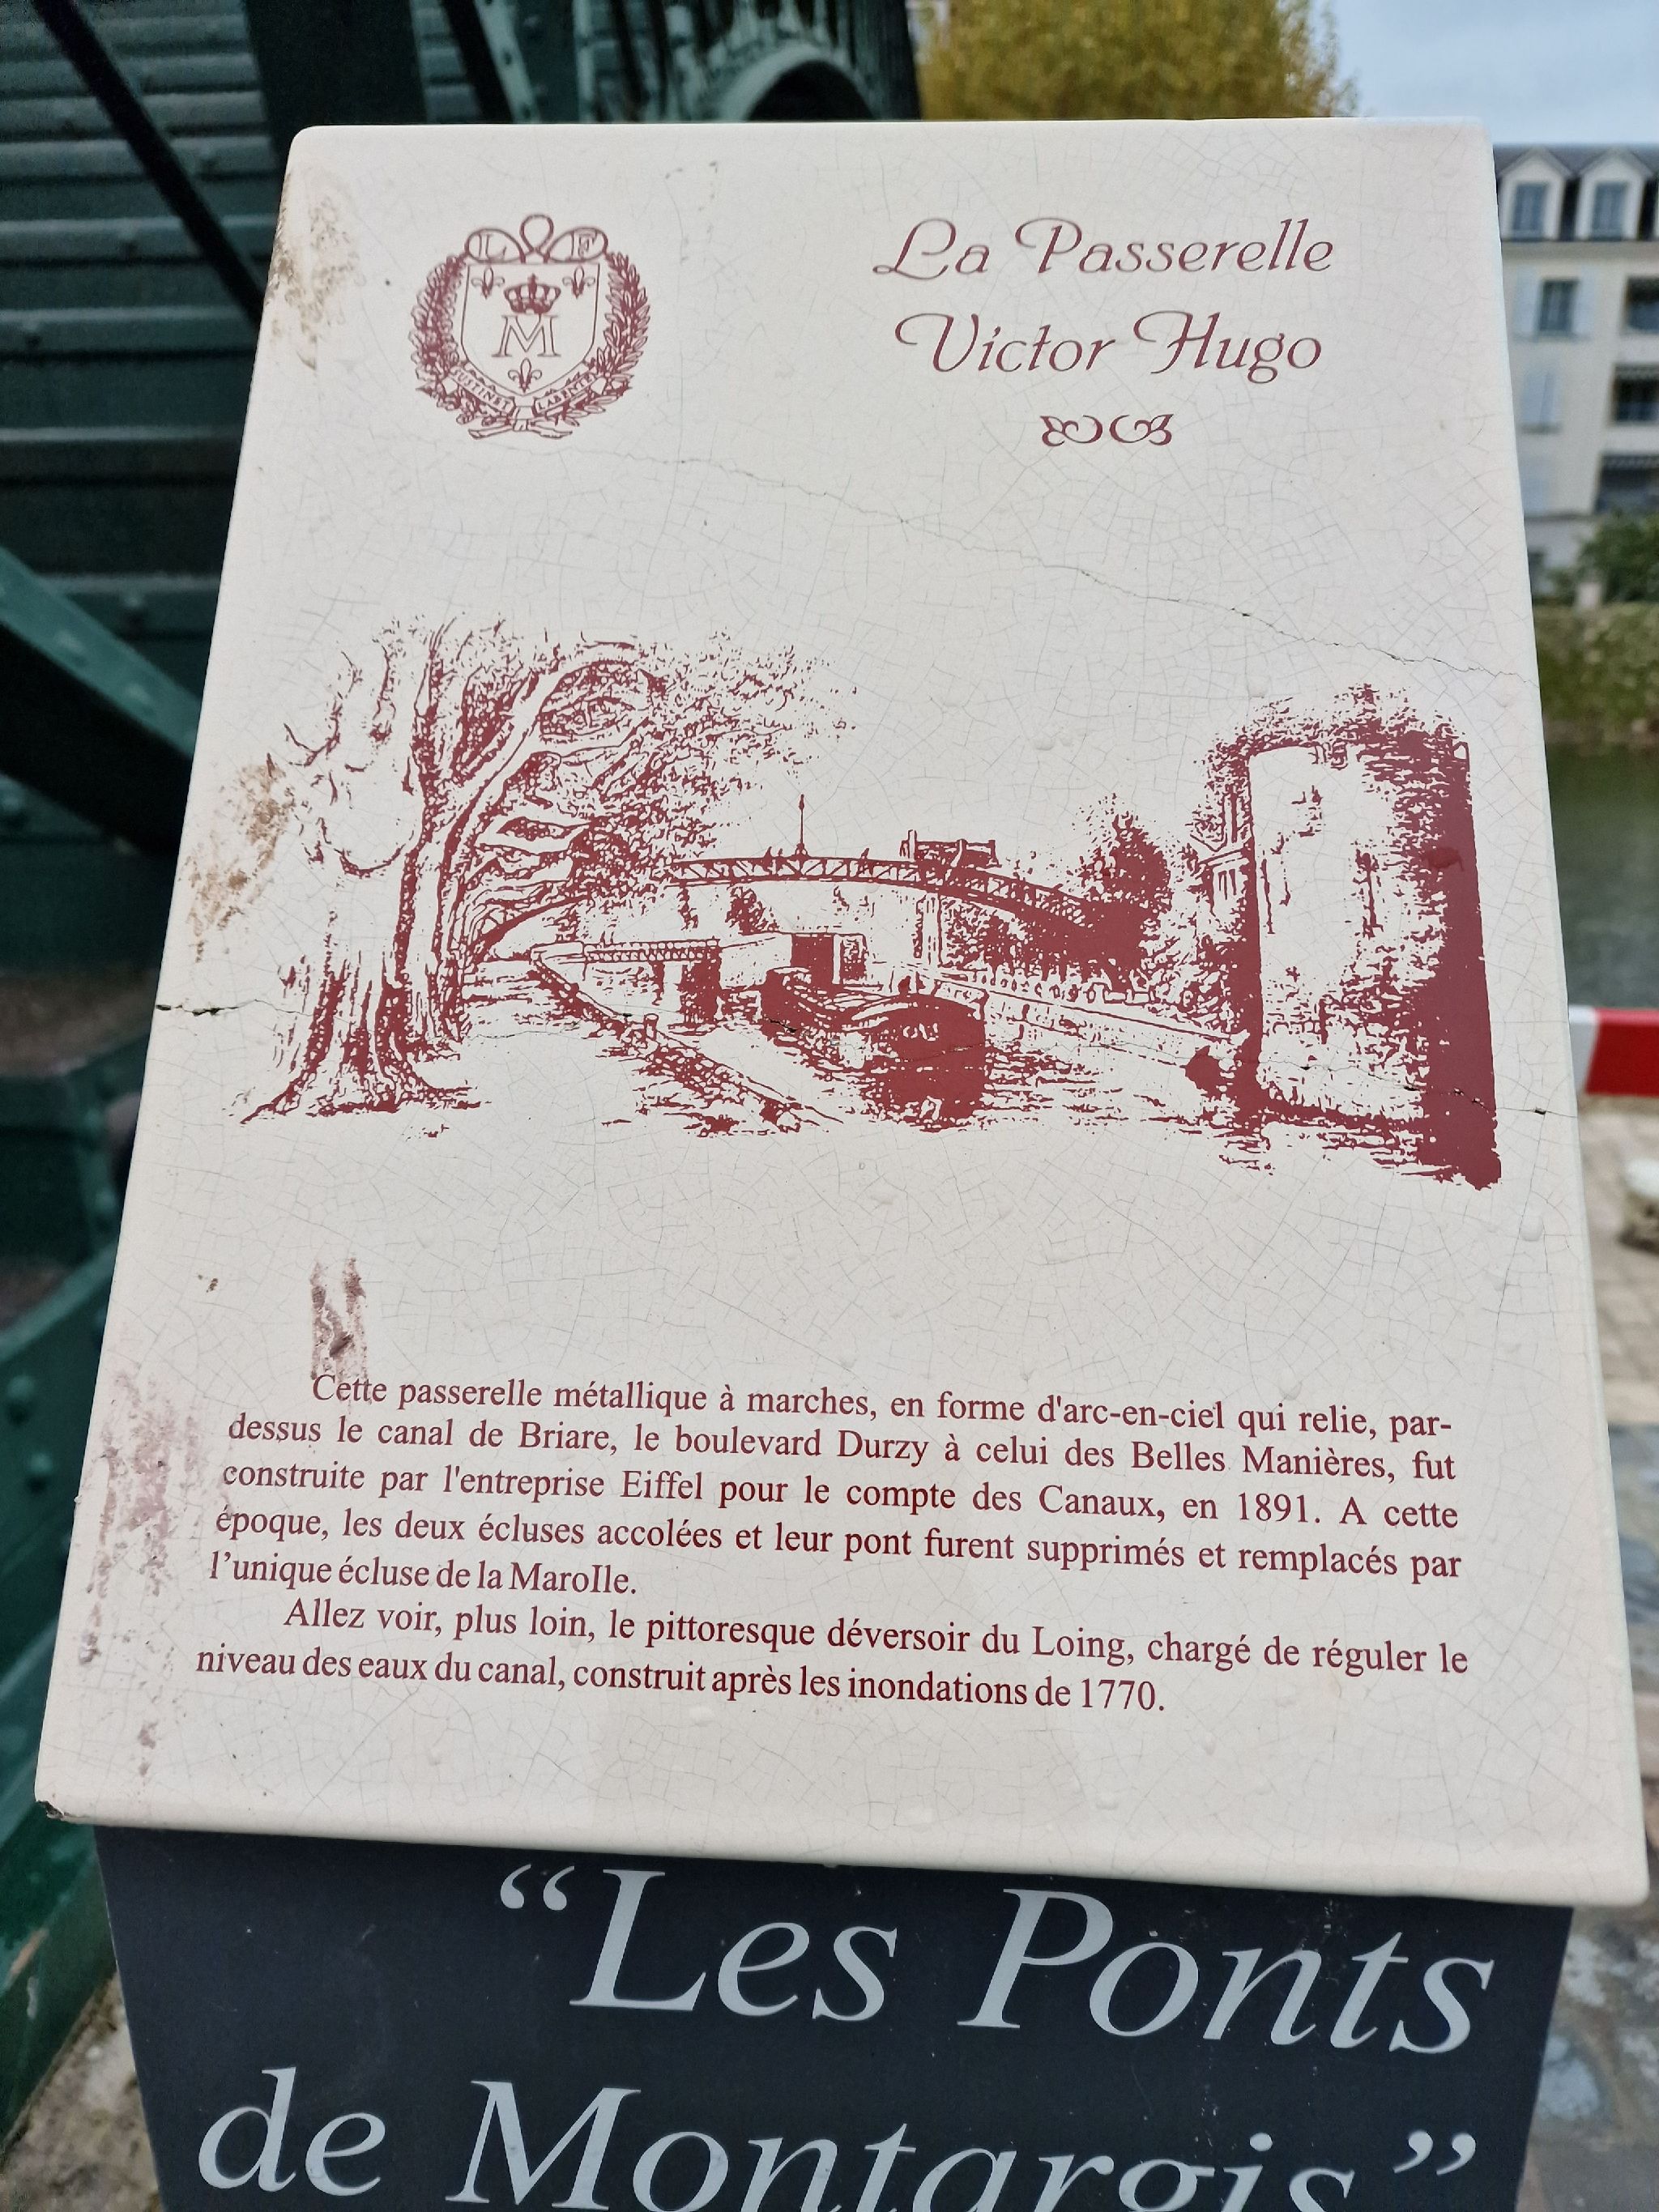 L F
M
SUSTINET LABENTEM
La Passerelle
Victor Hugo
Cette passerelle métallique à marches, en forme d'arc-en-ciel qui relie, par-
dessus le canal de Briare, le boulevard Durzy à celui des Belles Manières, fut
construite par l'entreprise Eiffel pour le compte des Canaux, en 1891. A cette
époque, les deux écluses accolées et leur pont furent supprimés et remplacés par
l’unique écluse de la MaroIle.
Allez voir, plus loin, le pittoresque déversoir du Loing, chargé de réguler le
niveau des eaux du canal, construit après les inondations de 1770.
“Les Ponts
de Montargis”